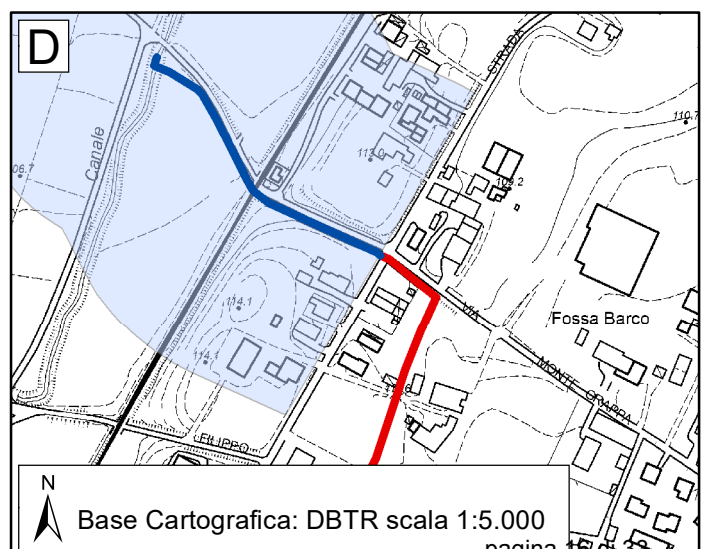 D
STRADA
110.7
Canale
113.0
06.7
109.2
114.1
VIA
Fossa Barco
114.1
MONTE GRAPPA
FILIPPO
N
Base Cartografica: DBTR scala 1:5.000